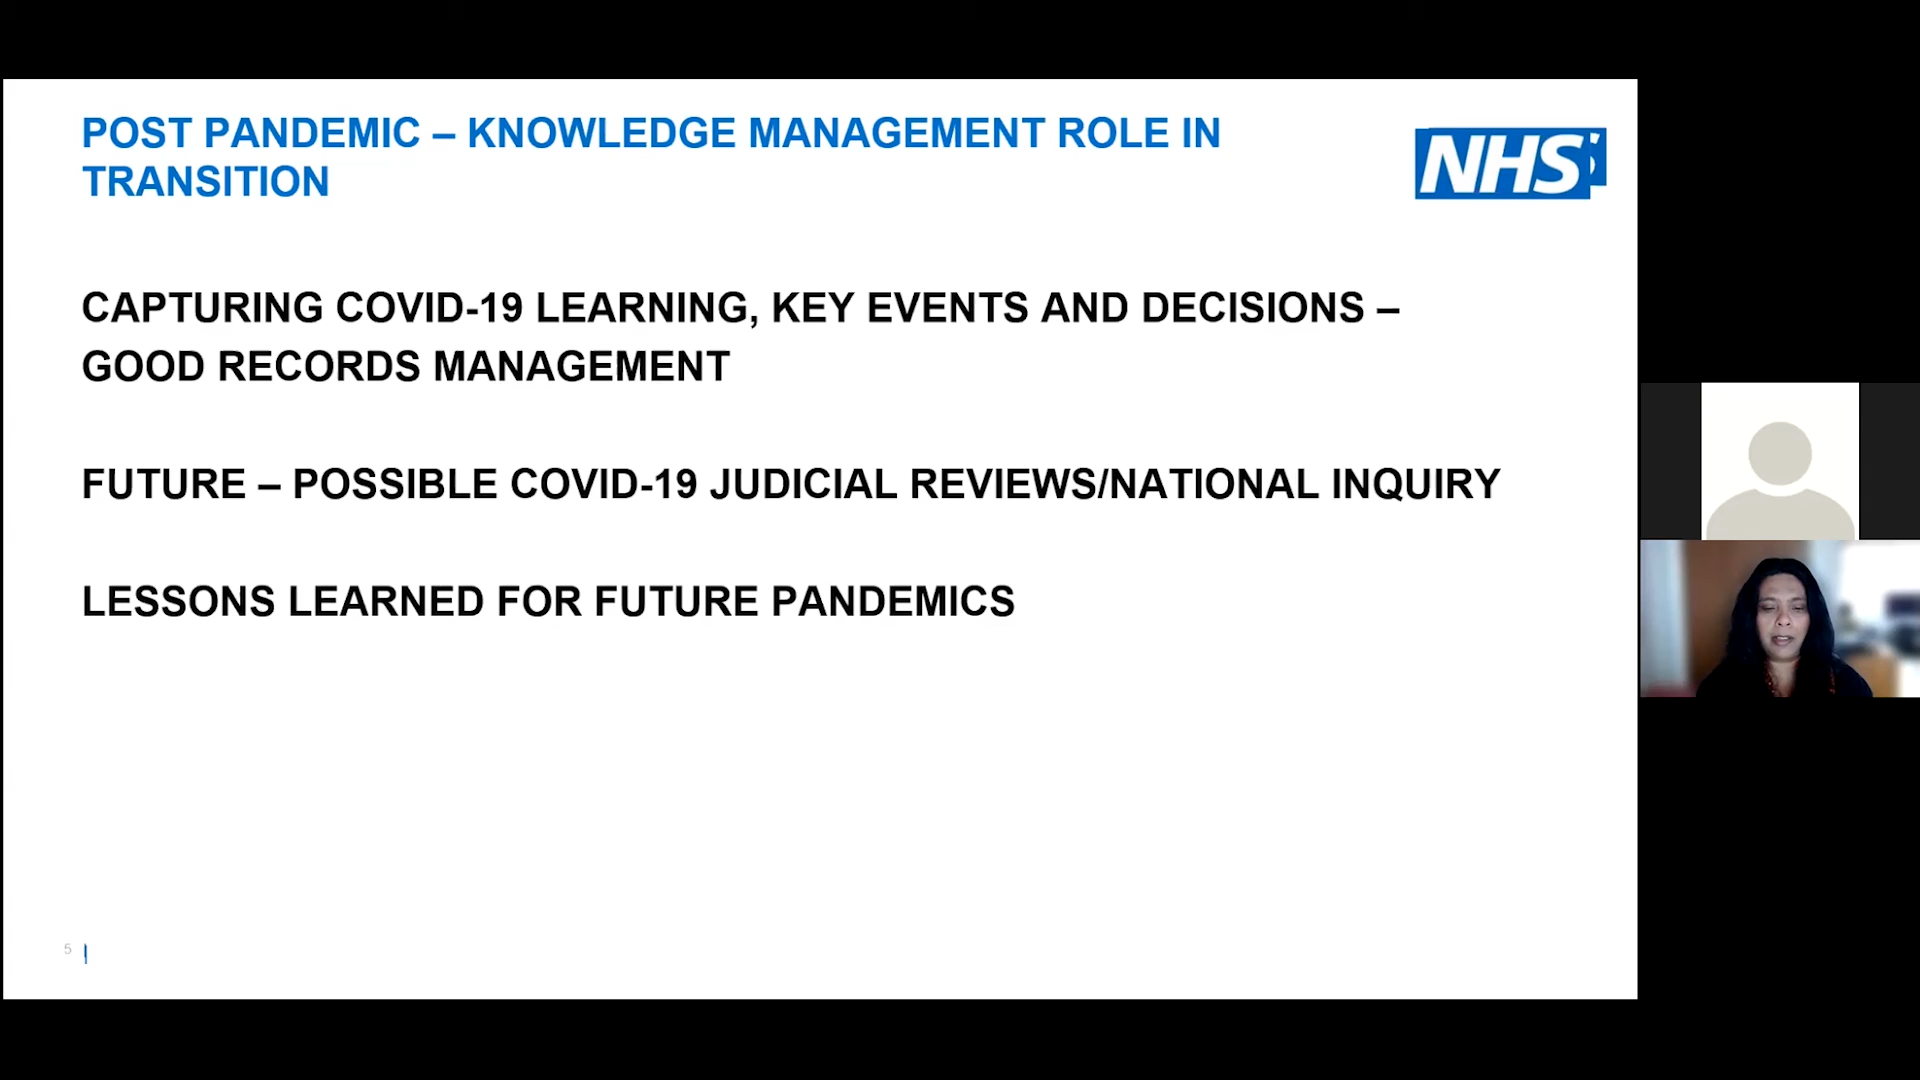 POST PANDEMIC – KNOWLEDGE MANAGEMENT ROLE IN
TRANSITION
NHS
CAPTURING COVID-19 LEARNING, KEY EVENTS AND DECISIONS –
GOOD RECORDS MANAGEMENT
FUTURE – POSSIBLE COVID-19 JUDICIAL REVIEWS/NATIONAL INQUIRY
LESSONS LEARNED FOR FUTURE PANDEMICS
5